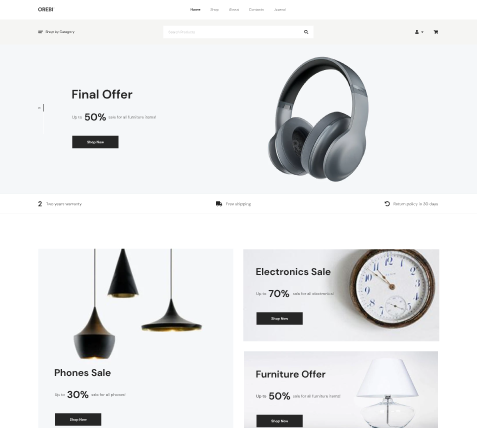 OREBI
Home Shop About Contacts Journal
Shop by Category
Final Offer
Up to 50% sale for all furniture items!
Shop Now
2 Two years warranty
Free shipping
Return policy in 30 days
Electronics Sale
Up to 70% sale for all electronics!
Shop Now
Phones Sale
Up to 30% sale for all phones!
Shop Now
Furniture Offer
Up to 50% sale for all furniture items!
Shop Now